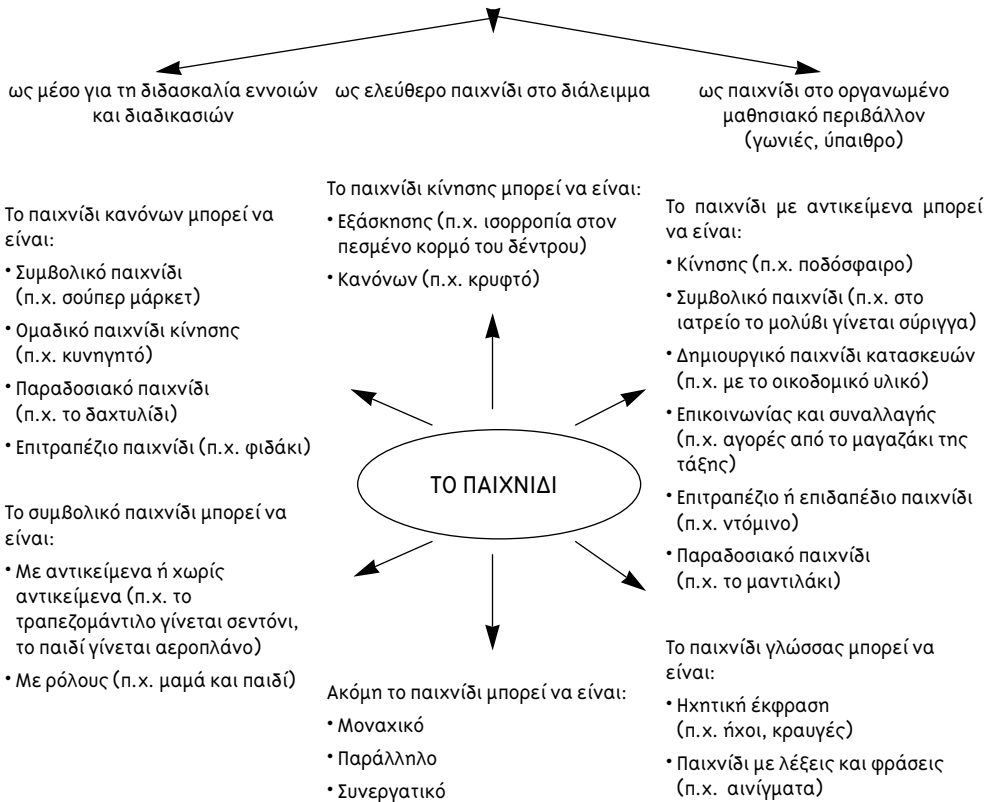 ως μέσο για τη διδασκαλία εννοιών
και διαδικασιών
ως ελεύθερο παιχνίδι στο διάλειμμα
ως παιχνίδι στο οργανωμένο
μαθησιακό περιβάλλον
(γωνιές, ύπαιθρο)
Το παιχνίδι κανόνων μπορεί να
είναι:
• Συμβολικό παιχνίδι
(π.χ. σούπερ μάρκετ)
• Ομαδικό παιχνίδι κίνησης
(π.χ. κυνηγητό)
• Παραδοσιακό παιχνίδι
(π.χ. το δαχτυλίδι)
• Επιτραπέζιο παιχνίδι (π.χ. φιδάκι)
Το παιχνίδι κίνησης μπορεί να είναι:
• Εξάσκησης (π.χ. ισορροπία στον
πεσμένο κορμό του δέντρου)
• Κανόνων (π.χ. κρυφτό)
Το παιχνίδι με αντικείμενα μπορεί
να είναι:
• Κίνησης (π.χ. ποδόσφαιρο)
• Συμβολικό παιχνίδι (π.χ. στο
ιατρείο το μολύβι γίνεται σύριγγα)
• Δημιουργικό παιχνίδι κατασκευών
(π.χ. με το οικοδομικό υλικό)
• Επικοινωνίας και συναλλαγής
(π.χ. αγορές από το μαγαζάκι της
τάξης)
• Επιτραπέζιο ή επιδαπέδιο παιχνίδι
(π.χ. ντόμινο)
• Παραδοσιακό παιχνίδι
(π.χ. το μαντιλάκι)
ΤΟ ΠΑΙΧΝΙΔΙ
Το συμβολικό παιχνίδι μπορεί να
είναι:
• Με αντικείμενα ή χωρίς
αντικείμενα (π.χ. το
τραπεζομάντιλο γίνεται σεντόνι,
το παιδί γίνεται αεροπλάνο)
• Με ρόλους (π.χ. μαμά και παιδί)
Ακόμη το παιχνίδι μπορεί να είναι:
• Μοναχικό
• Παράλληλο
• Συνεργατικό
Το παιχνίδι γλώσσας μπορεί να
είναι:
• Ηχητική έκφραση
(π.χ. ήχοι, κραυγές)
• Παιχνίδι με λέξεις και φράσεις
(π.χ. αινίγματα)